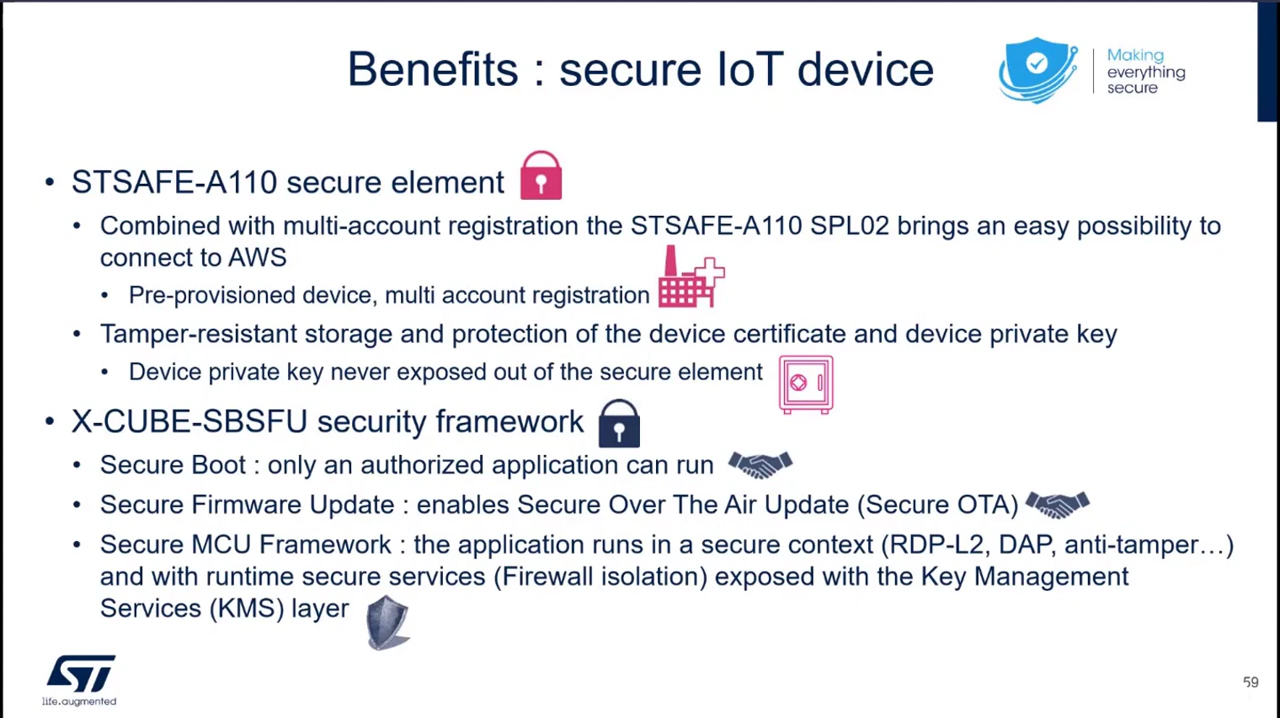 Benefits : secure IoT device
Making
everything
secure
• STSAFE-A110 secure element
• Combined with multi-account registration the STSAFE-A110 SPL02 brings an easy possibility to
connect to AWS
• Pre-provisioned device, multi account registration
• Tamper-resistant storage and protection of the device certificate and device private key
• Device private key never exposed out of the secure element
• X-CUBE-SBSFU security framework
• Secure Boot : only an authorized application can run
• Secure Firmware Update : enables Secure Over The Air Update (Secure OTA)
• Secure MCU Framework : the application runs in a secure context (RDP-L2, DAP, anti-tamper…)
and with runtime secure services (Firewall isolation) exposed with the Key Management
Services (KMS) layer
ST
life.augmented
59